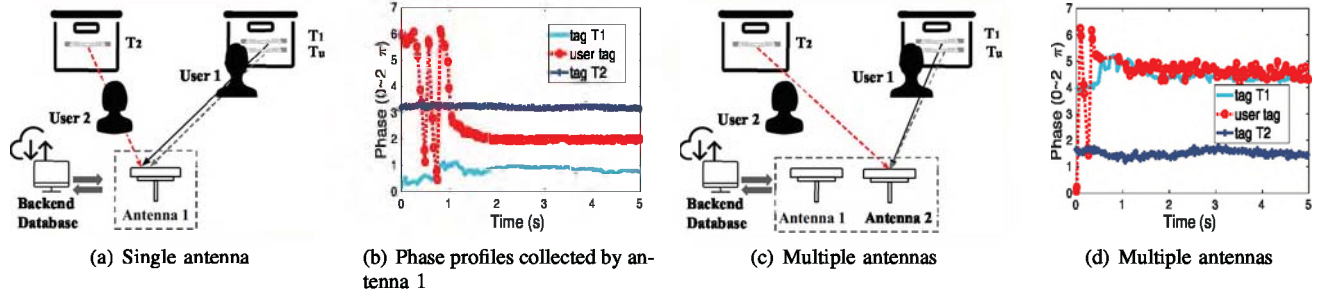 T2
T1
Tu
User 1
User 2
Backend
Database
Antenna 1
(a) Single antenna
7
6
5
4
3
2
1
0
Phase (0~2 π)
tag T1
user tag
tag T2
0 1 2 3 4 5
Time (s)
(b) Phase profiles collected by an-
tenna 1
T2
T1
Tu
User 1
User 2
Backend
Database
Antenna 1 Antenna 2
(c) Multiple antennas
7
6
5
4
3
2
1
0
Phase (0~2 π)
tag T1
user tag
tag T2
0 1 2 3 4 5
Time (s)
(d) Multiple antennas